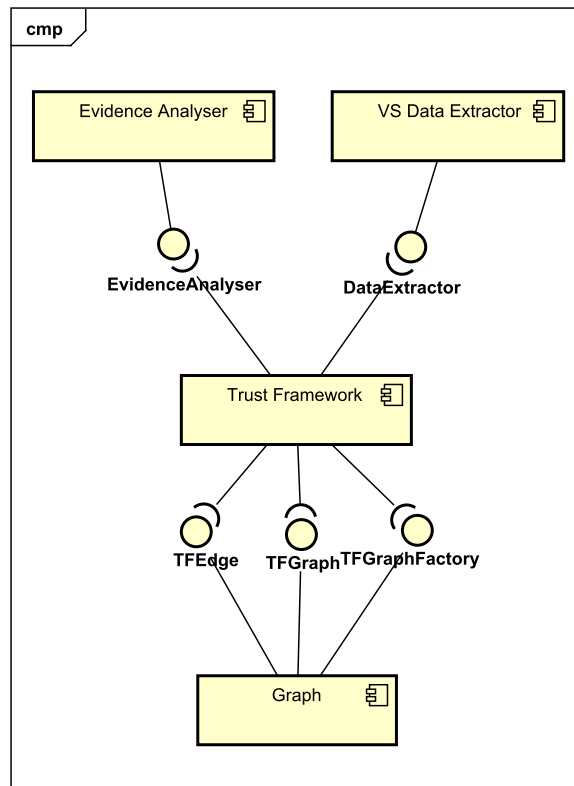 cmp
Evidence Analyser
VS Data Extractor
EvidenceAnalyser
DataExtractor
Trust Framework
TFEdge
TFGraph
TFGraphFactory
Graph